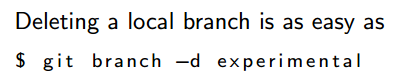 Deleting a local branch is as easy as
$ git branch –d experimental